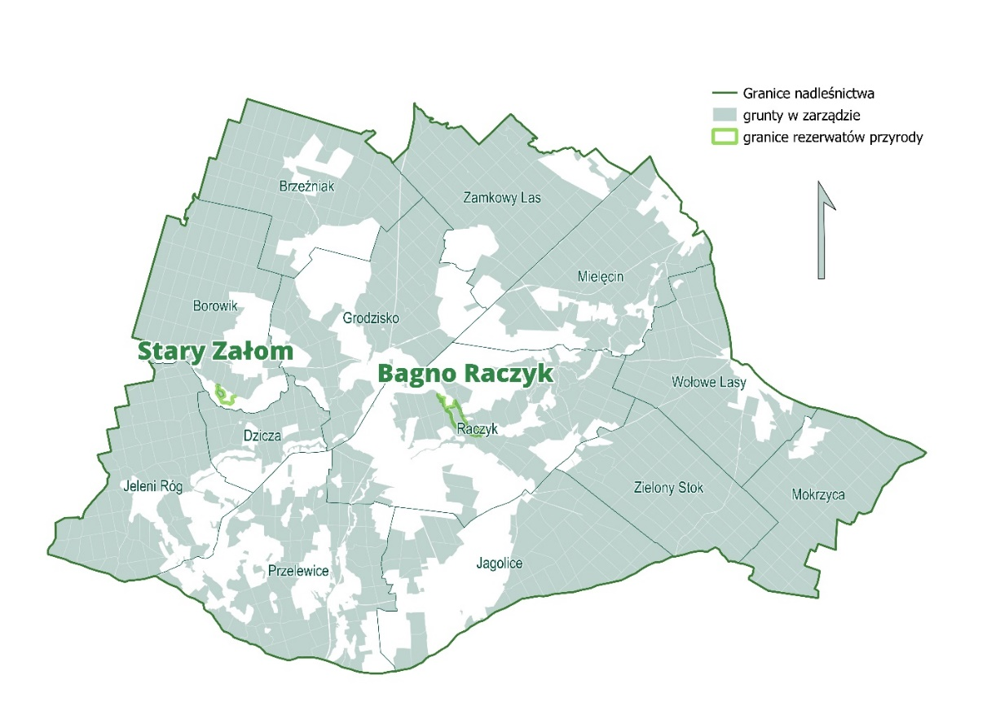 Granice nadleśnictwa
grunty w zarządzie
granice rezerwatów przyrody
Brzeźniak
Zamkowy Las
Mielęcin
Borowik
Grodzisko
Stary Załom
Bagno Raczyk
Wołowe Lasy
Raczyk
Dzicza
Jeleni Róg
Zielony Stok
Mokrzyca
Jagolice
Przelewice